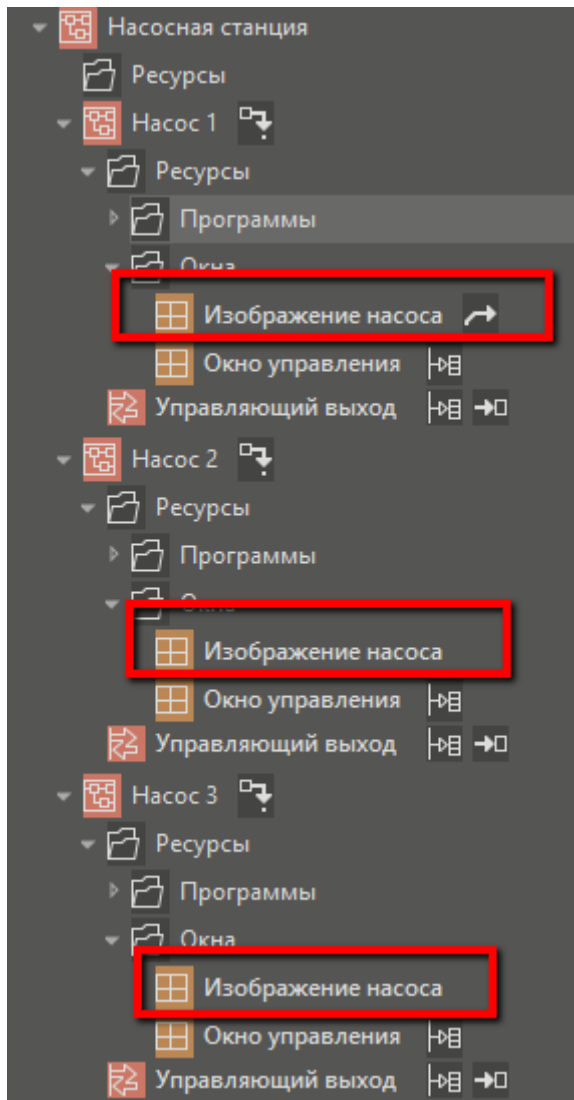 Насосная станция
Ресурсы
Насос 1
Ресурсы
Программы
Окна
Изображение насоса
Окно управления
Управляющий выход
Насос 2
Ресурсы
Программы
Окна
Изображение насоса
Окно управления
Управляющий выход
Насос 3
Ресурсы
Программы
Окна
Изображение насоса
Окно управления
Управляющий выход